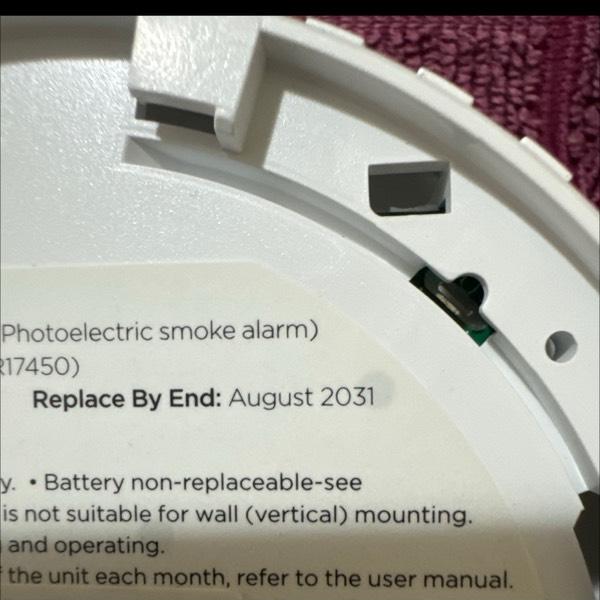 Photoelectric smoke alarm)
R17450)
Replace By End: August 2031
y. • Battery non-replaceable-see
is not suitable for wall (vertical) mounting.
and operating.
the unit each month, refer to the user manual.